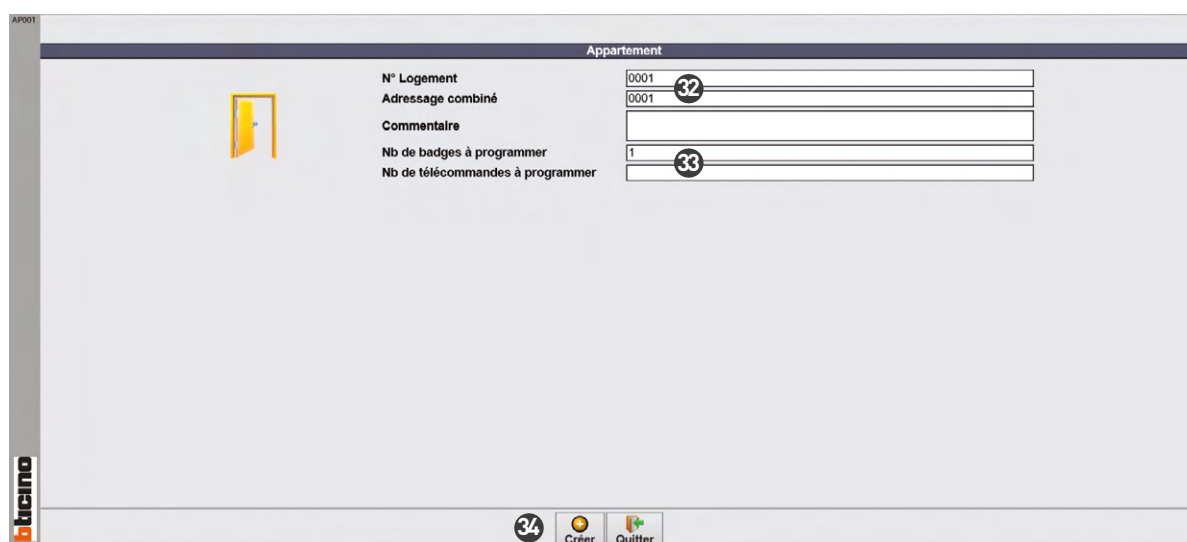 AP001
Appartement
N° Logement 0001
32
Adressage combiné 0001
Commentaire
Nb de badges à programmer 1
33
Nb de télécommandes à programmer
bticino
34 Créer Quitter